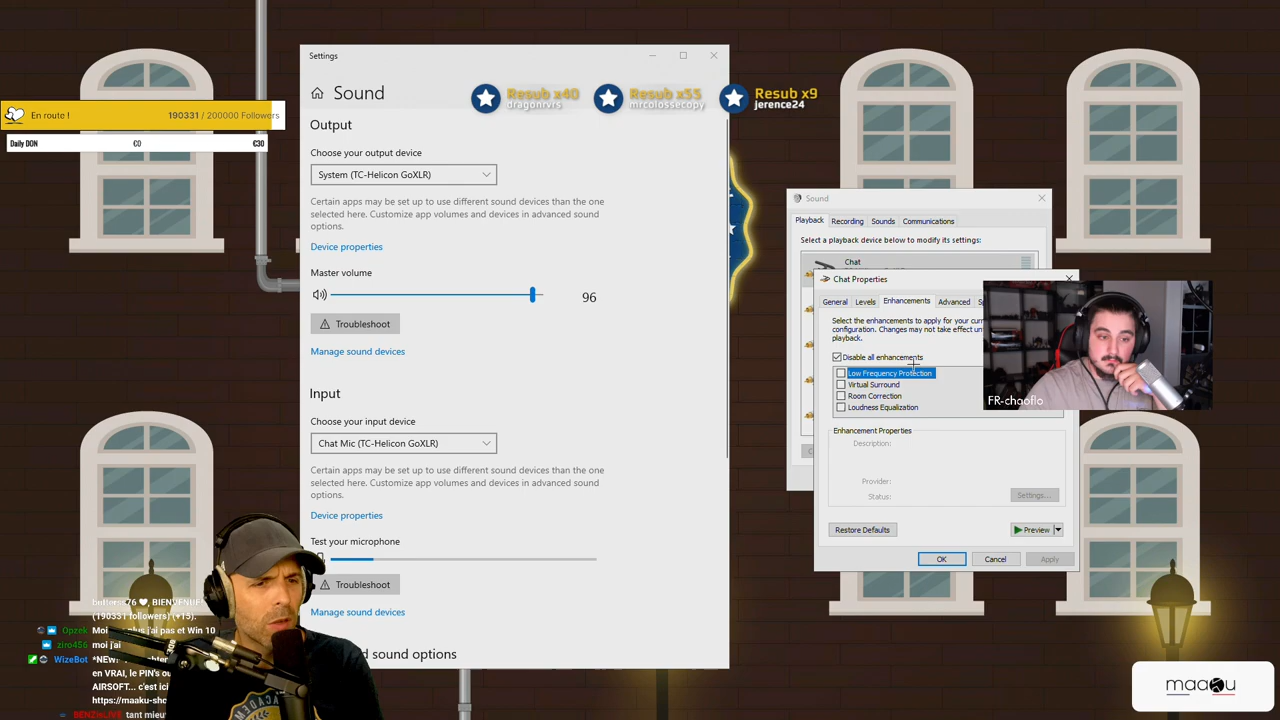 Settings
Sound
Resub x40
dragonrvrs
Resub x55
mrcolossecopy
Resub x9
jerence24
En route !
190331 / 200000 Followers
Daily DON
€0
€30
Output
Choose your output device
System (TC-Helicon GoXLR)
Certain apps may be set up to use different sound devices than the one
selected here. Customize app volumes and devices in advanced sound
options.
Device properties
Master volume
96
Troubleshoot
Manage sound devices
Input
Choose your input device
Chat Mic (TC-Helicon GoXLR)
Certain apps may be set up to use different sound devices than the one
selected here. Customize app volumes and devices in advanced sound
options.
Device properties
Test your microphone
Troubleshoot
Manage sound devices
sound options
Sound
Playback
Recording
Sounds
Communications
Select a playback device below to modify its settings:
Chat
Chat Properties
General
Levels
Enhancements
Advanced
Select the enhancements to apply for your
configuration. Changes may not take effect
playback.
Disable all enhancements
Low Frequency Protection
Virtual Surround
Room Correction
Loudness Equalization
Enhancement Properties
Description:
Provider:
Status:
Settings...
Restore Defaults
Preview
OK
Cancel
Apply
FR-chaoflo
76 BIENVENUE
(190331 followers) (+15).
Opzek Moi plus j'ai pas et Win 10
ziro456 moi j'ai
WizeBot *NEW
en VRAI, le PIN's
AIRSOFT... c'est ici
https://maaku-sho
tant mieu
maaku